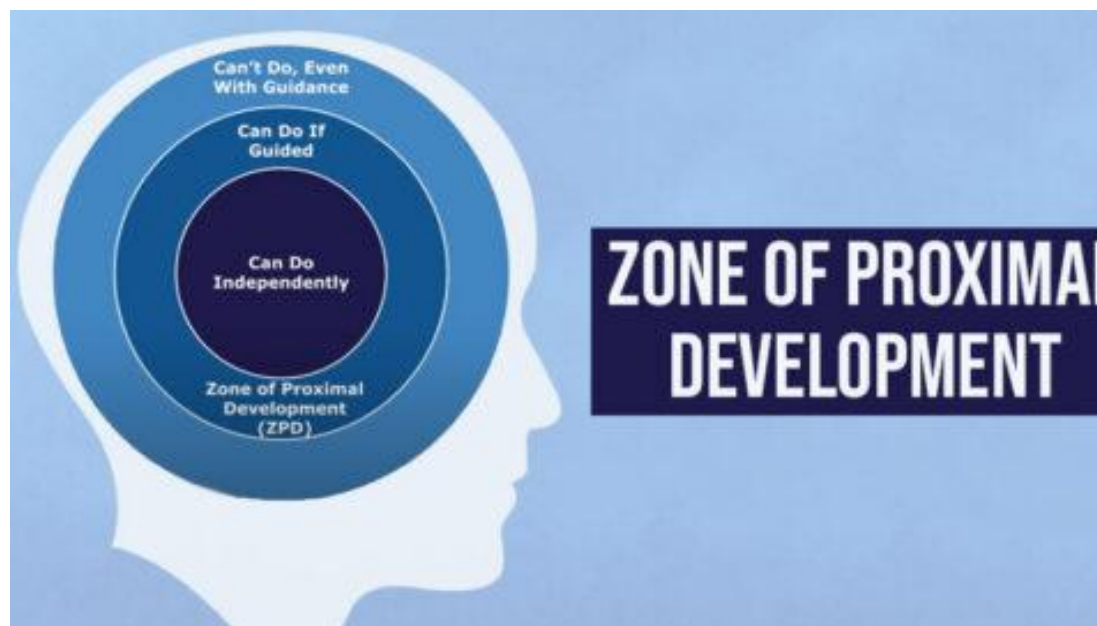 Can't Do, Even
With Guidance
Can Do If
Guided
Can Do
Independently
Zone of Proximal
Development
(ZPD)
ZONE OF PROXIMAL
DEVELOPMENT